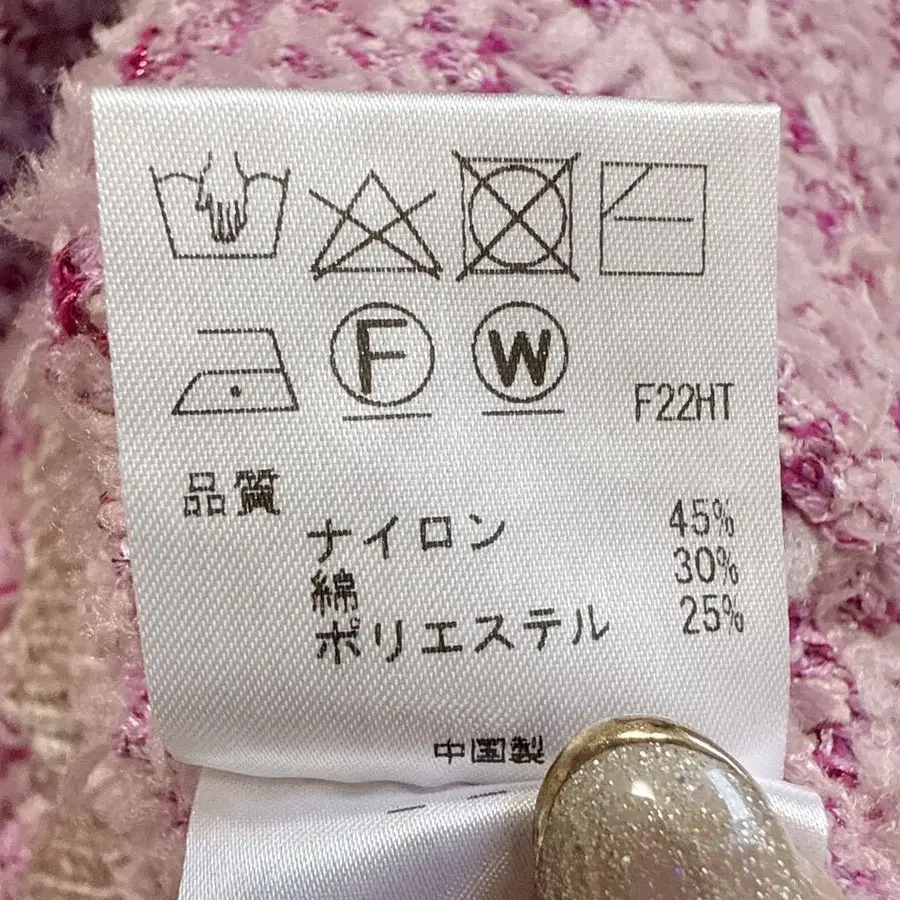 F
W
F22HT
品質
ナイロン 45%
綿 30%
ポリエステル 25%
中国製